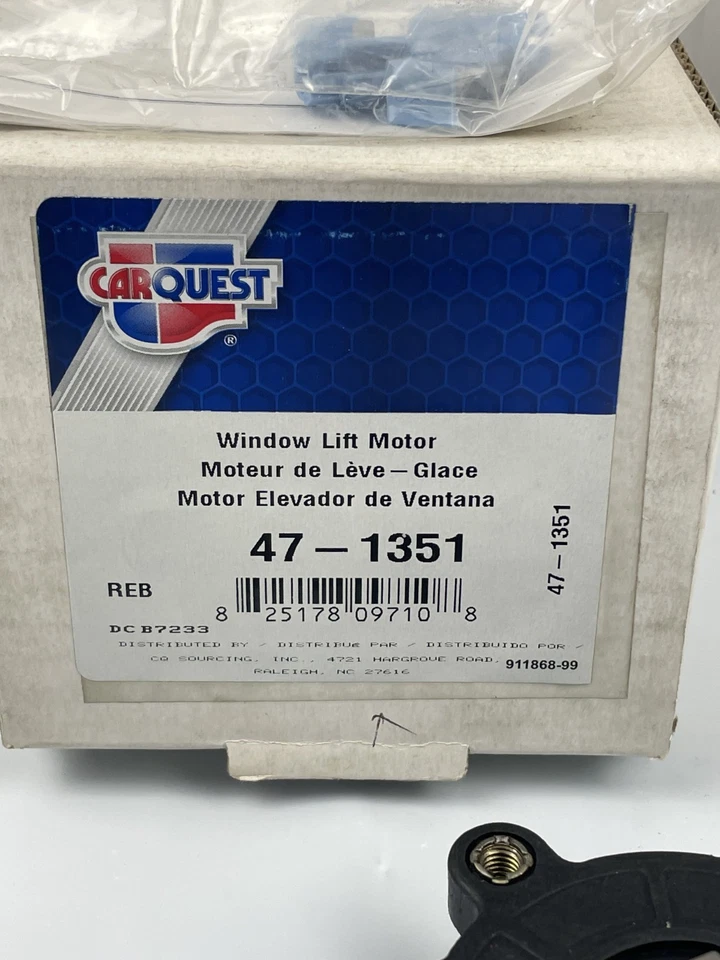 CARQUEST
®
Window Lift Motor
Moteur de Lève-Glace
Motor Elevador de Ventana
47-1351
47-1351
REB
8 25178 09710 8
DC B7233
DISTRIBUTED BY / DISTRIBUÉ PAR / DISTRIBUIDO POR /
CQ SOURCING, INC., 4721 HARGROVE ROAD,
RALEIGH, NC 27616
911868-99